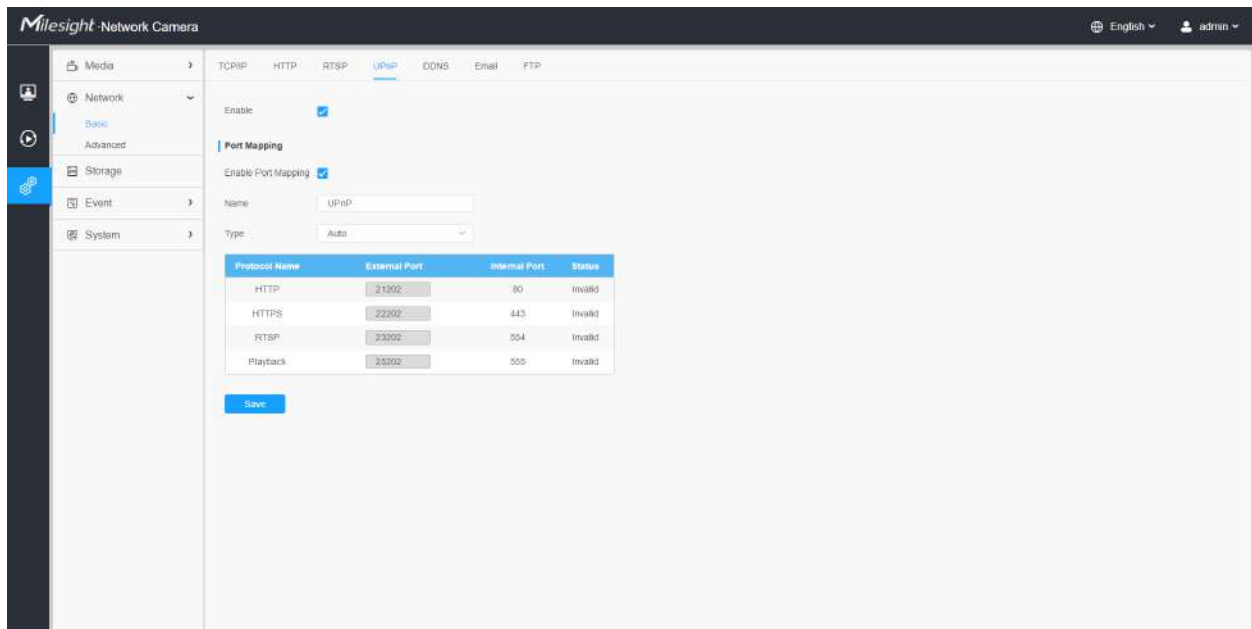 Milesight Network Camera
English
admin
Media
Network
Basic
Advanced
Storage
Event
System
TCP/IP HTTP RTSP UPnP DDNS Email FTP
Enable
Port Mapping
Enable Port Mapping
Name UPnP
Type Auto
Protocol Name External Port Internal Port Status
HTTP 21202 80 Invalid
HTTPS 22202 443 Invalid
RTSP 23202 554 Invalid
Playback 25202 555 Invalid
Save